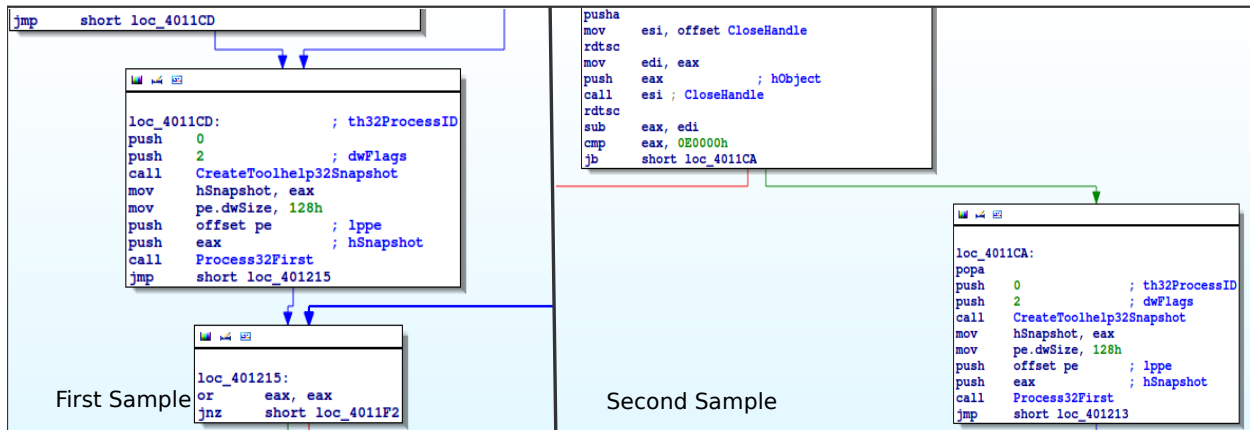 jmp short loc_4011CD
loc_4011CD: ; th32ProcessID
push 0
push 2 ; dwFlags
call CreateToolhelp32Snapshot
mov hSnapshot, eax
mov pe.dwSize, 128h
push offset pe ; lppe
push eax ; hSnapshot
call Process32First
jmp short loc_401215
loc_401215:
or eax, eax
jnz short loc_4011F2
First Sample
pusha
mov esi, offset CloseHandle
rdtsc
mov edi, eax
push eax ; hObject
call esi ; CloseHandle
rdtsc
sub eax, edi
cmp eax, 0E0000h
jb short loc_4011CA
loc_4011CA:
popa
push 0 ; th32ProcessID
push 2 ; dwFlags
call CreateToolhelp32Snapshot
mov hSnapshot, eax
mov pe.dwSize, 128h
push offset pe ; lppe
push eax ; hSnapshot
call Process32First
jmp short loc_401213
Second Sample